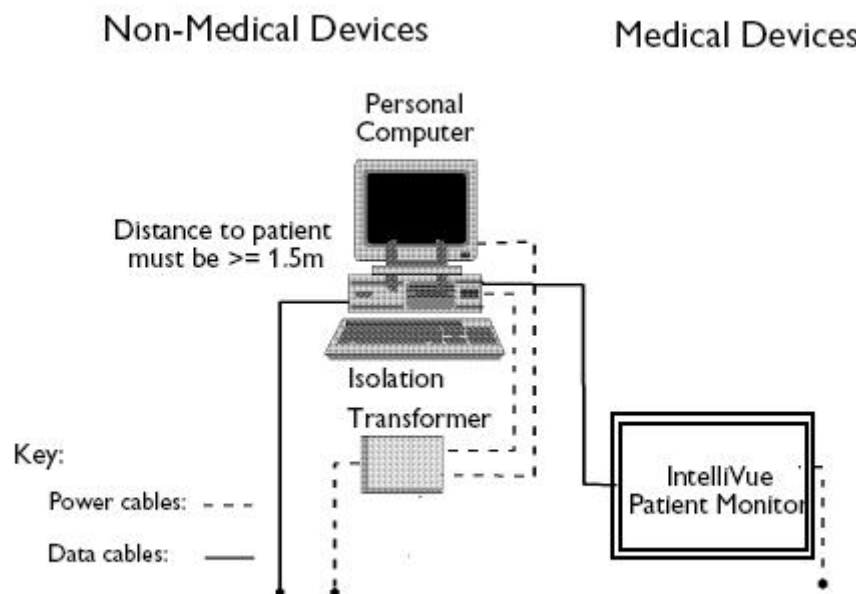 Non-Medical Devices
Medical Devices
Personal
Computer
Distance to patient
must be >= 1.5m
Isolation
Transformer
Key:
Power cables:
Data cables:
IntelliVue
Patient Monitor